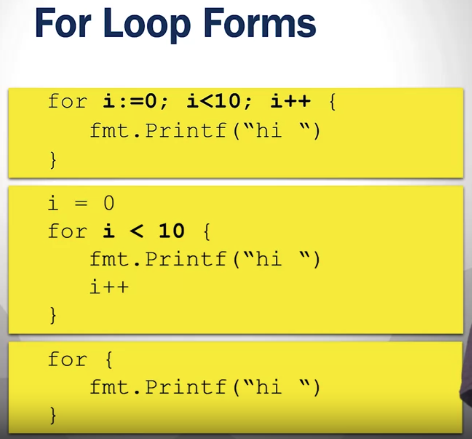 For Loop Forms
for i:=0; i<10; i++ {
fmt.Printf(“hi “)
}
i = 0
for i < 10 {
fmt.Printf(“hi “)
i++
}
for {
fmt.Printf(“hi “)
}